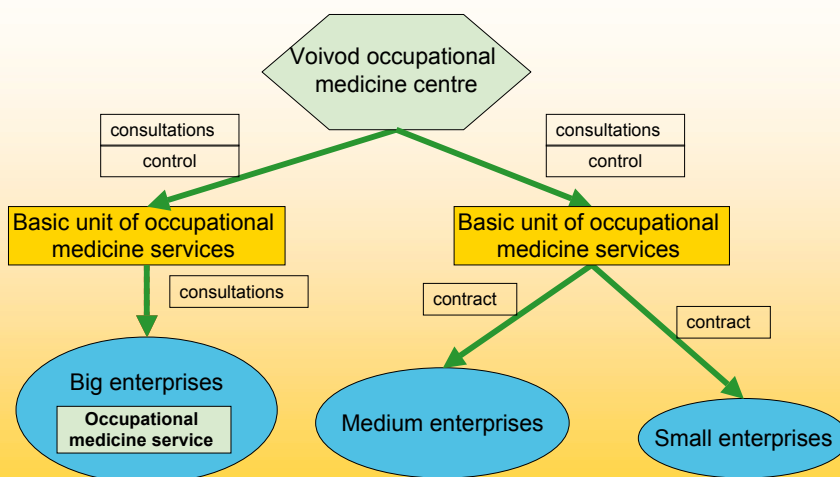 Voivod occupational
medicine centre
consultations
control
consultations
control
Basic unit of occupational
medicine services
Basic unit of occupational
medicine services
consultations
contract
contract
Big enterprises
Occupational
medicine service
Medium enterprises
Small enterprises